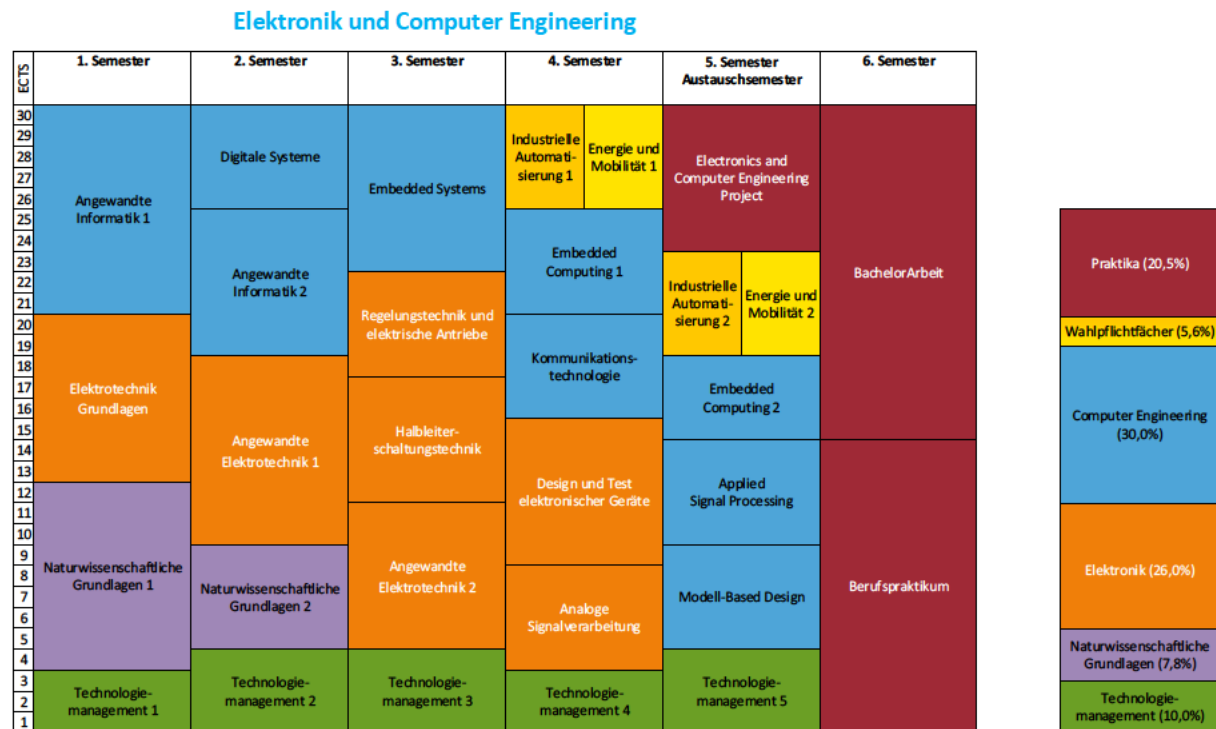 Elektronik und Computer Engineering
ECTS
1. Semester
2. Semester
3. Semester
4. Semester
5. Semester
Austauschsemester
6. Semester
30
29
28
27
26
25
24
23
22
21
20
19
18
17
16
15
14
13
12
11
10
9
8
7
6
5
4
3
2
1
Angewandte
Informatik 1
Elektrotechnik
Grundlagen
Naturwissenschaftliche
Grundlagen 1
Technologie-
management 1
Digitale Systeme
Angewandte
Informatik 2
Angewandte
Elektrotechnik 1
Naturwissenschaftliche
Grundlagen 2
Technologie-
management 2
Embedded Systems
Regelungstechnik und
elektrische Antriebe
Halbleiter-
schaltungstechnik
Angewandte
Elektrotechnik 2
Technologie-
management 3
Industrielle
Automati-
sierung 1
Energie und
Mobilität 1
Embedded
Computing 1
Kommunikations-
technologie
Design und Test
elektronischer Geräte
Analoge
Signalverarbeitung
Technologie-
management 4
Electronics and
Computer Engineering
Project
Industrielle
Automati-
sierung 2
Energie und
Mobilität 2
Embedded
Computing 2
Applied
Signal Processing
Modell-Based Design
Technologie-
management 5
BachelorArbeit
Berufspraktikum
Praktika (20,5%)
Wahlpflichtfächer (5,6%)
Computer Engineering
(30,0%)
Elektronik (26,0%)
Naturwissenschaftliche
Grundlagen (7,8%)
Technologie-
management (10,0%)